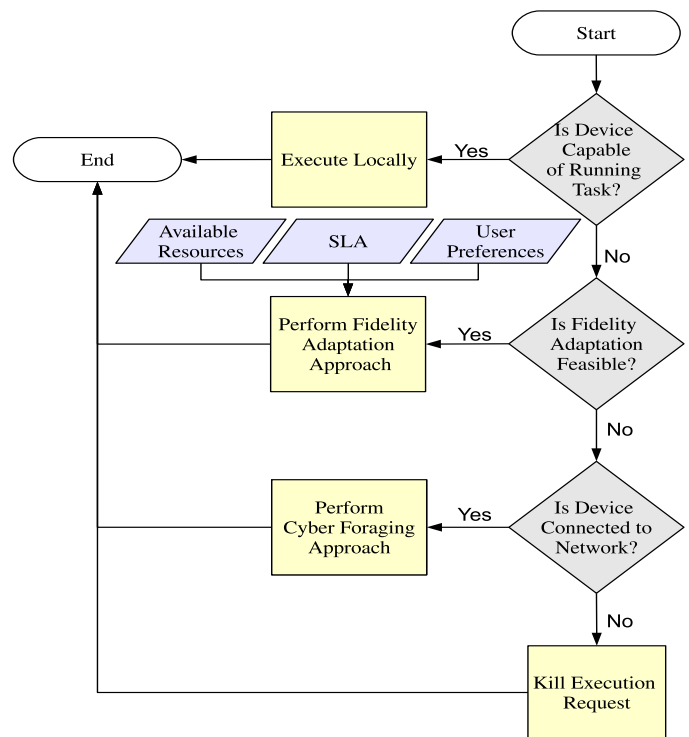 Start
Is Device
Capable
of Running
Task?
Yes
Execute Locally
End
No
Available
Resources
SLA
User
Preferences
Is Fidelity
Adaptation
Feasible?
Yes
Perform Fidelity
Adaptation
Approach
No
Is Device
Connected to
Network?
Yes
Perform
Cyber Foraging
Approach
No
Kill Execution
Request